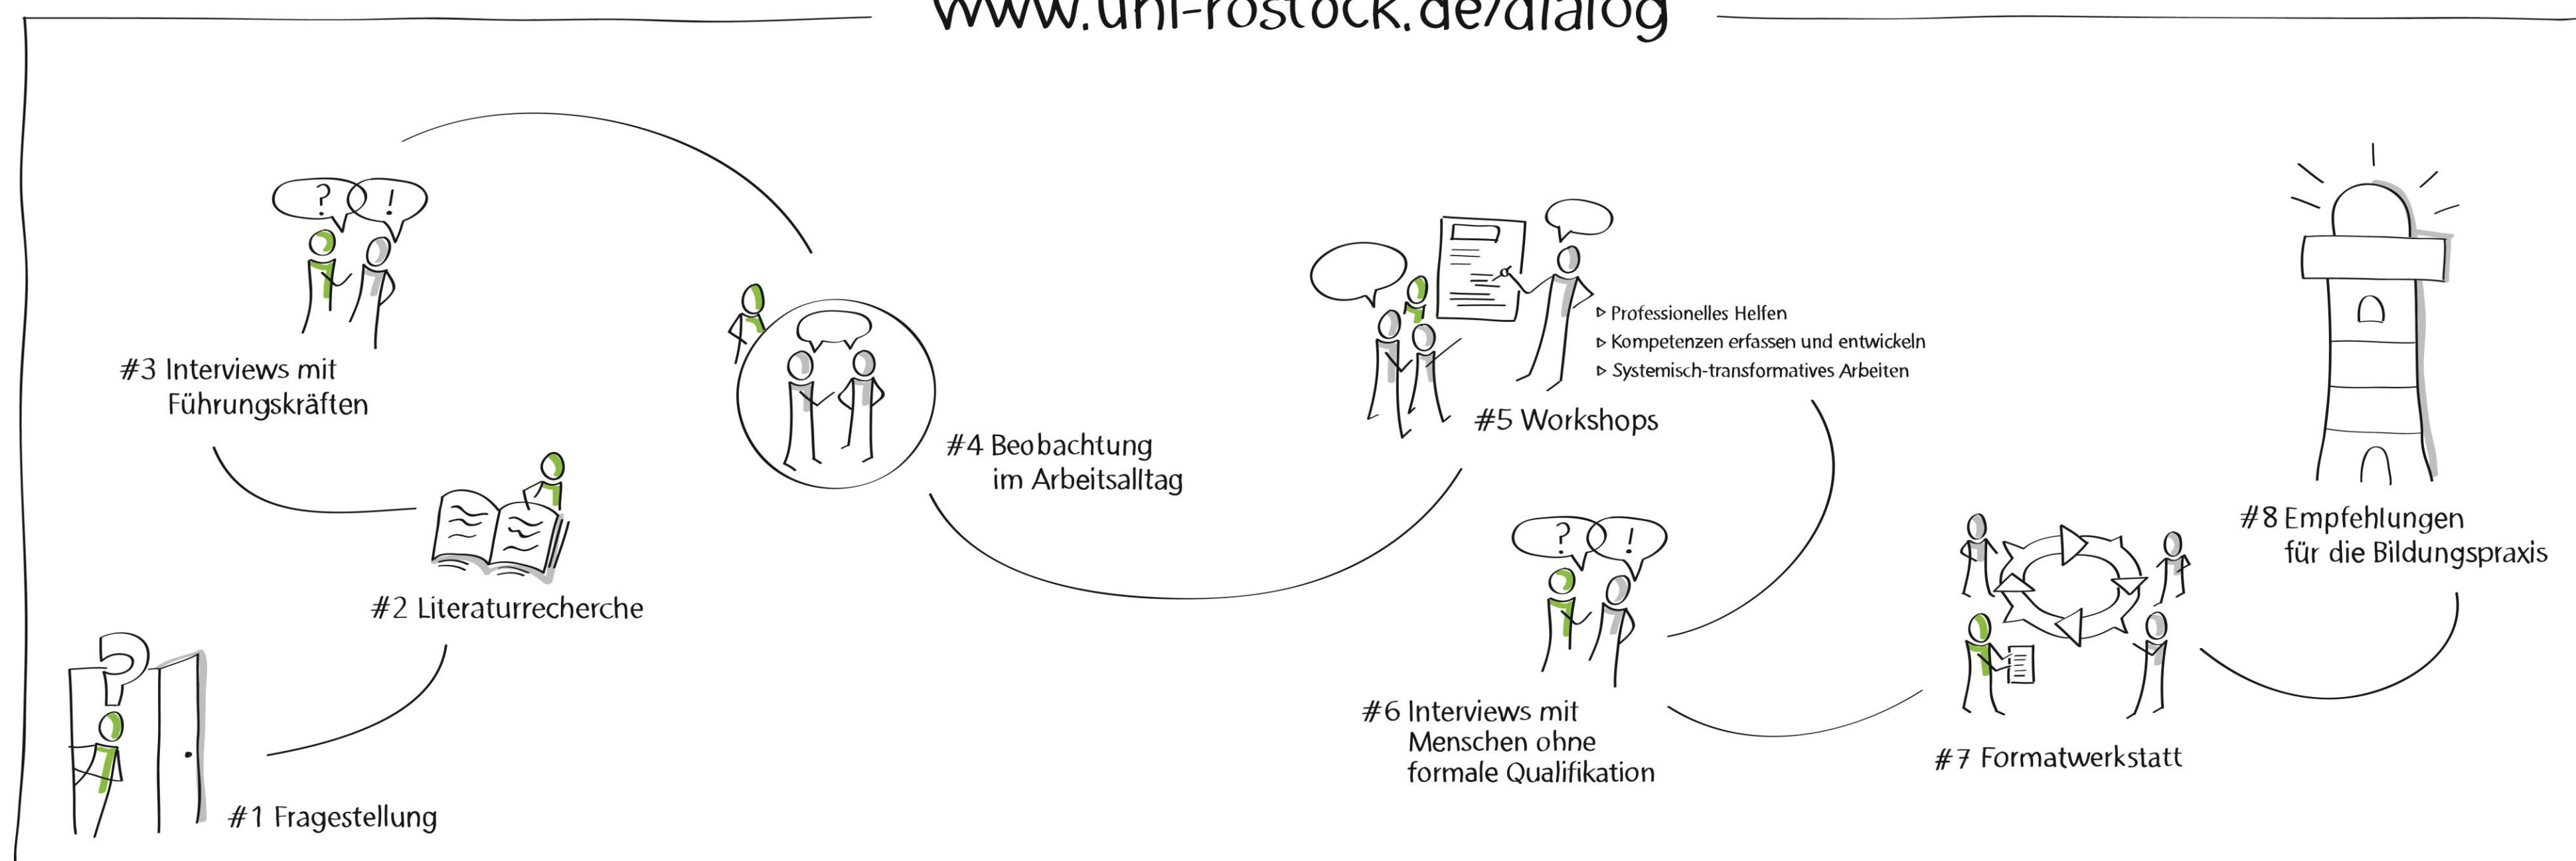 www.uni-rostock.de/dialog
#1 Fragestellung
#2 Literaturrecherche
#3 Interviews mit
Führungskräften
#4 Beobachtung
im Arbeitsalltag
▷ Professionelles Helfen
▷ Kompetenzen erfassen und entwickeln
▷ Systemisch-transformatives Arbeiten
#5 Workshops
#6 Interviews mit
Menschen ohne
formale Qualifikation
#7 Formatwerkstatt
#8 Empfehlungen
für die Bildungspraxis
?
?
!
?
!